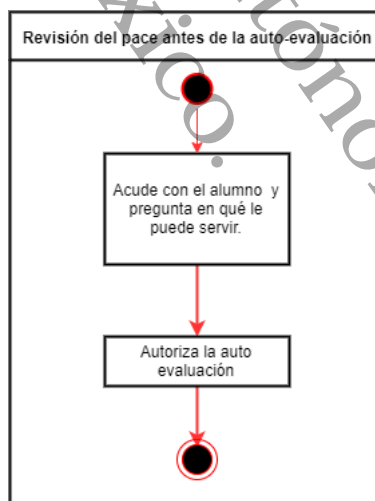 Revisión del pace antes de la auto-evaluación
Acude con el alumno y
pregunta en qué le
puede servir.
Autoriza la auto
evaluación
xico.